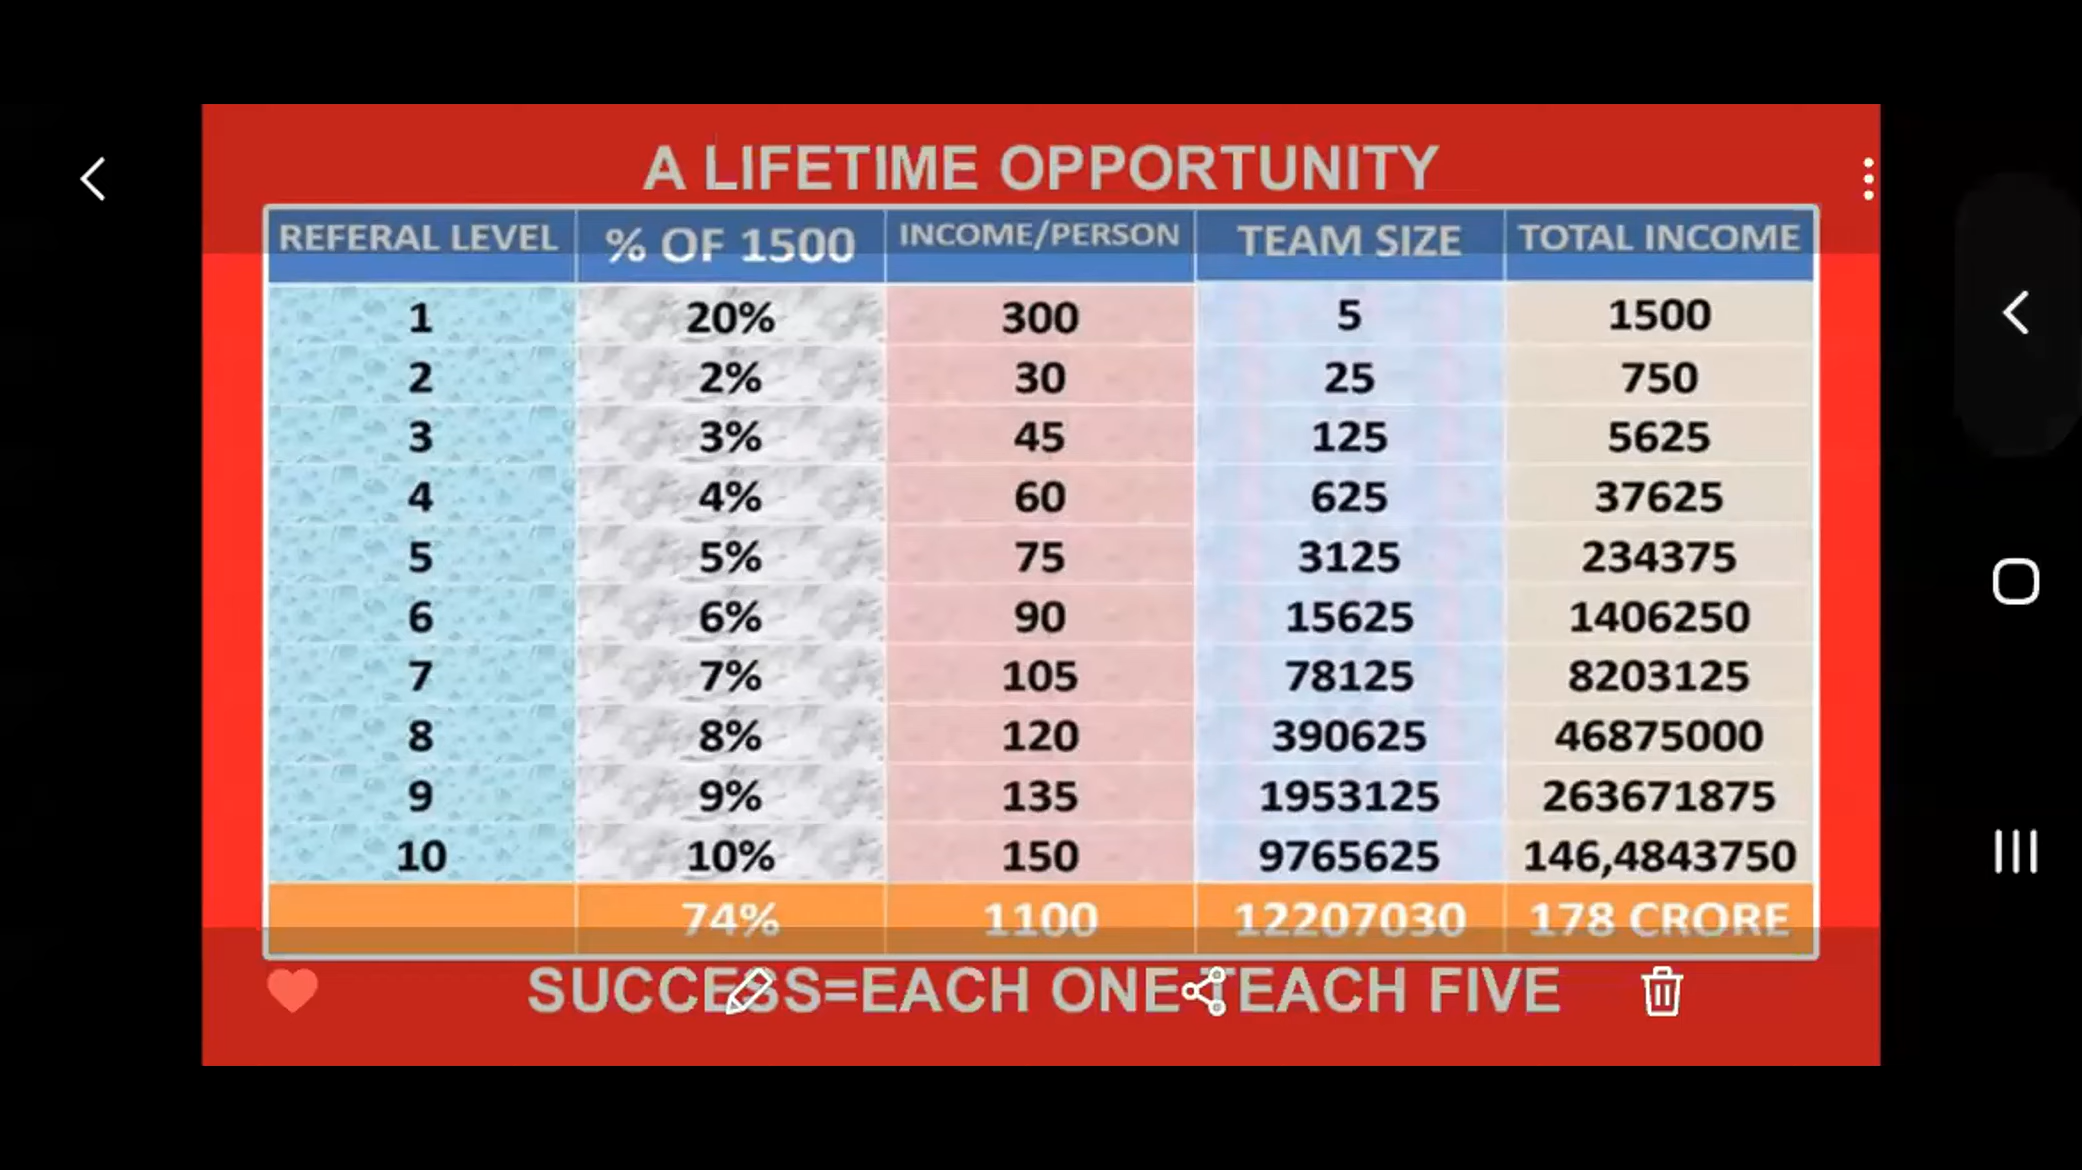 A LIFETIME OPPORTUNITY
REFERAL LEVEL % OF 1500 INCOME/PERSON TEAM SIZE TOTAL INCOME
1 20% 300 5 1500
2 2% 30 25 750
3 3% 45 125 5625
4 4% 60 625 37625
5 5% 75 3125 234375
6 6% 90 15625 1406250
7 7% 105 78125 8203125
8 8% 120 390625 46875000
9 9% 135 1953125 263671875
10 10% 150 9765625 146,4843750
74% 1100 12207030 178 CRORE
SUCCESS=EACH ONE TEACH FIVE